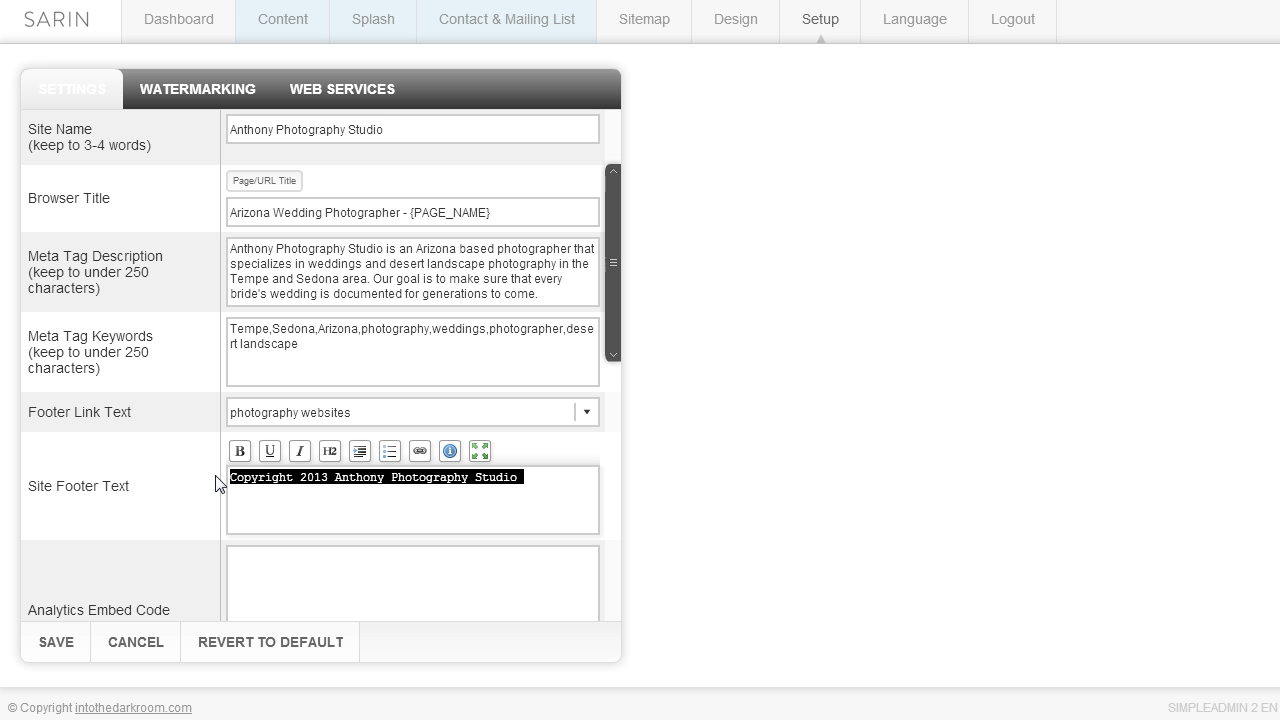 SARIN
Dashboard
Content
Splash
Contact & Mailing List
Sitemap
Design
Setup
Language
Logout
SETTINGS
WATERMARKING
WEB SERVICES
Site Name
(keep to 3-4 words)
Anthony Photography Studio
Browser Title
Page/URL Title
Arizona Wedding Photographer - {PAGE_NAME}
Meta Tag Description
(keep to under 250
characters)
Anthony Photography Studio is an Arizona based photographer that
specializes in weddings and desert landscape photography in the
Tempe and Sedona area. Our goal is to make sure that every
bride's wedding is documented for generations to come.
Meta Tag Keywords
(keep to under 250
characters)
Tempe,Sedona,Arizona,photography,weddings,photographer,dese
rt landscape
Footer Link Text
photography websites
B
U
I
H2
Site Footer Text
Copyright 2013 Anthony Photography Studio
Analytics Embed Code
SAVE
CANCEL
REVERT TO DEFAULT
© Copyright intothedarkroom.com
SIMPLEADMIN 2 EN